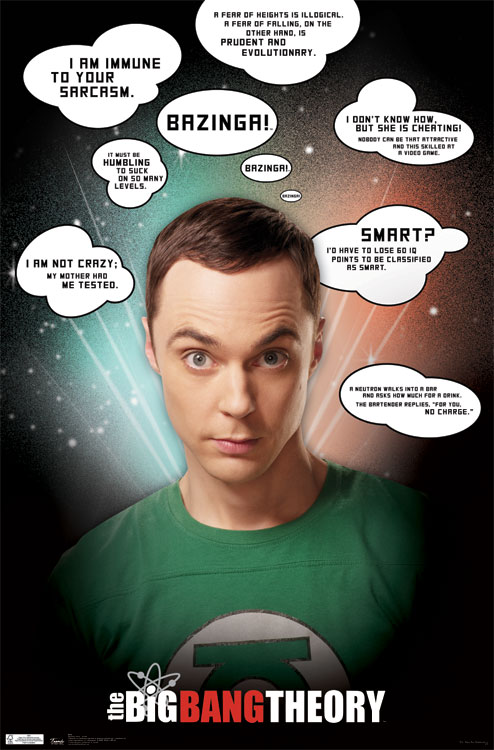 A FEAR OF HEIGHTS IS ILLOGICAL.
A FEAR OF FALLING, ON THE
OTHER HAND, IS
PRUDENT AND
EVOLUTIONARY.
I AM IMMUNE
TO YOUR
SARCASM.
BAZINGA!
I DON'T KNOW HOW,
BUT SHE IS CHEATING!
NOBODY CAN BE THAT ATTRACTIVE
AND THIS SKILLED AT
A VIDEO GAME.
IT MUST BE
HUMBLING
TO SUCK
ON SO MANY
LEVELS.
BAZINGA!
BAZINGA!
SMART?
I'D HAVE TO LOSE 60 IQ
POINTS TO BE CLASSIFIED
AS SMART.
I AM NOT CRAZY;
MY MOTHER HAD
ME TESTED.
A NEUTRON WALKS INTO A BAR
AND ASKS HOW MUCH FOR A DRINK.
THE BARTENDER REPLIES, "FOR YOU,
NO CHARGE."
the BIG BANG THEORY